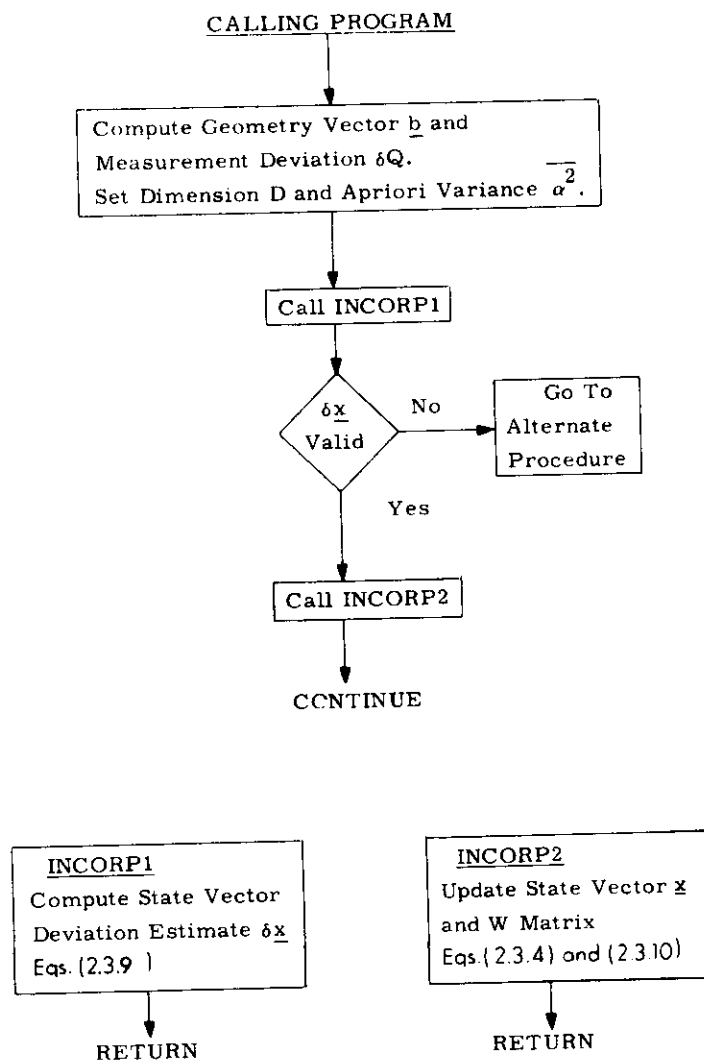 CALLING PROGRAM
Compute Geometry Vector b and
Measurement Deviation δQ.
Set Dimension D and Apriori Variance α².
Call INCORP1
δx
Valid
No
Go To
Alternate
Procedure
Yes
Call INCORP2
CONTINUE
INCORP1
Compute State Vector
Deviation Estimate δx
Eqs. (2.3.9 )
RETURN
INCORP2
Update State Vector x
and W Matrix
Eqs. (2.3.4) and (2.3.10)
RETURN